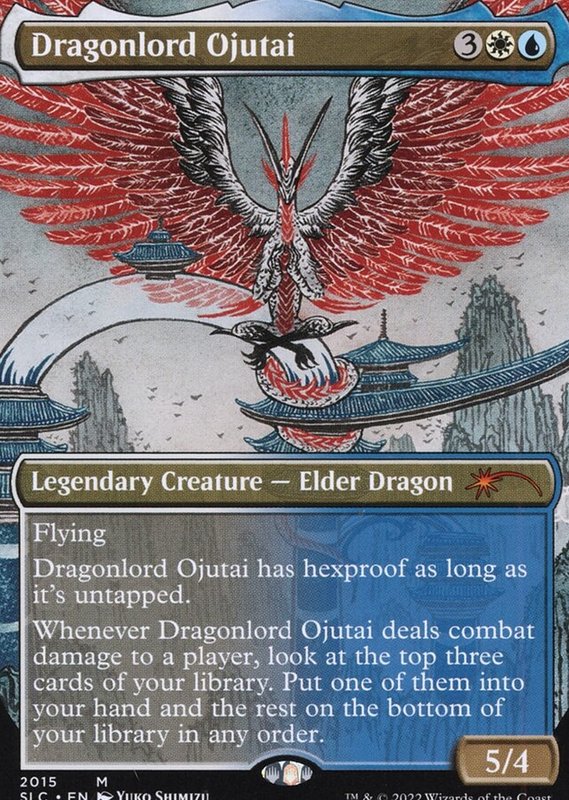 Dragonlord Ojutai 3
Legendary Creature — Elder Dragon
Flying
Dragonlord Ojutai has hexproof as long as
it's untapped.
Whenever Dragonlord Ojutai deals combat
damage to a player, look at the top three
cards of your library. Put one of them into
your hand and the rest on the bottom of
your library in any order.
5/4
2015 M
SLC • EN Yuko Shimizu
™ & © 2022 Wizards of the Coast